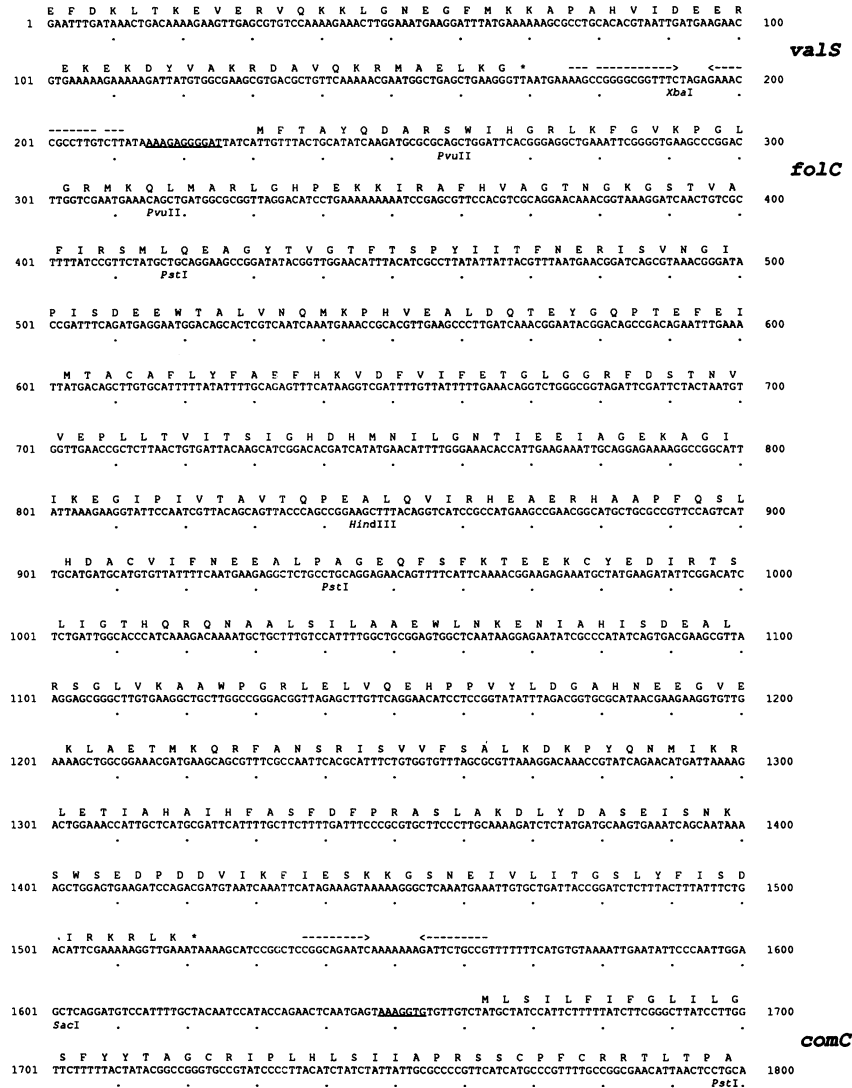 E F D K L T K E V E R V Q K K L G N E G F M K K A P A H V I D E E R
1 GAATTTGATAAACTGACAAAAGAAGTTGAGCGTGTCCAAAAGAAACTTGGAAATGAAGGATTTATGAAAAAAGCGCCTGCACACGTAATTGATGAAGAAC 100
valS
E K E K D Y V A K R D A V Q K R M A E L K G *
101 GTGAAAAAGAAAAAGATTATGTGGCGAAGCGTGACGCTGTTCAAAAACGAATGGCTGAGCTGAAGGGTTAATGAAAAGCCGGGGCGGTTTCTAGAGAAAC 200
XbaI
M F T A Y Q D A R S W I H G R L K F G V K P G L
201 CGCCTTGTCTTATAAAAGAGGGGATTATCATTGTTTACTGCATATCAAGATGCGCGCAGCTGGATTCACGGGAGGCTGAAATTCGGGGTGAAGCCCGGAC 300
PvuII
folC
G R M K Q L M A R L G H P E K K I R A F H V A G T N G K G S T V A
301 TTGGTCGAATGAAACAGCTGATGGCGCGGTTAGGACATCCTGAAAAAAAAATCCGAGCGTTCCACGTCGCAGGAACAAACGGTAAAGGATCAACTGTCGC 400
PvuII
F I R S M L Q E A G Y T V G T F T S P Y I I T F N E R I S V N G I
401 TTTTATCCGTTCTATGCTGCAGGAAGCCGGATATACGGTTGGAACATTTACATCGCCTTATATTATTACGTTTAATGAACGGATCAGCGTAAACGGGATA 500
PstI
P I S D E E W T A L V N Q M K P H V E A L D Q T E Y G Q P T E F E I
501 CCGATTTCAGATGAGGAATGGACAGCACTCGTCAATCAAATGAAACCGCACGTTGAAGCCCTTGATCAAACGGAATACGGACAGCCGACAGAATTTGAAA 600
M T A C A F L Y F A E F H K V D F V I F E T G L G G R F D S T N V
601 TTATGACAGCTTGTGCATTTTTATATTTTGCAGAGTTTCATAAGGTCGATTTTGTTATTTTTGAAACAGGTCTGGGCGGTAGATTCGATTCTACTAATGT 700
V E P L L T V I T S I G H D H M N I L G N T I E E I A G E K A G I
701 GGTTGAACCGCTCTTAACTGTGATTACAAGCATCGGACACGATCATATGAACATTTTGGGAAACACCATTGAAGAAATTGCAGGAGAAAAGGCCGGCATT 800
I K E G I P I V T A V T Q P E A L Q V I R H E A E R H A A P F Q S L
801 ATTAAAGAAGGTATTCCAATCGTTACAGCAGTTACCCAGCCGGAAGCTTTACAGGTCATCCGCCATGAAGCCGAACGGCATGCTGCGCCGTTCCAGTCAT 900
HindIII
H D A C V I F N E E A L P A G E Q F S F K T E E K C Y E D I R T S
901 TGCATGATGCATGTGTTATTTTCAATGAAGAGGCTCTGCCTGCAGGAGAACAGTTTTCATTCAAAACGGAAGAGAAATGCTATGAAGATATTCGGACATC 1000
PstI
L I G T H Q R Q N A A L S I L A A E W L N K E N I A H I S D E A L
1001 TCTGATTGGCACCCATCAAAGACAAAATGCTGCTTTGTCCATTTTGGCTGCGGAGTGGCTCAATAAGGAGAATATCGCCCATATCAGTGACGAAGCGTTA 1100
R S G L V K A A W P G R L E L V Q E H P P V Y L D G A H N E E G V E
1101 AGGAGCGGGCTTGTGAAGGCTGCTTGGCCGGGACGGTTAGAGCTTGTTCAGGAACATCCTCCGGTATATTTAGACGGTGCGCATAACGAAGAAGGTGTTG 1200
K L A E T M K Q R F A N S R I S V V F S A L K D K P Y Q N M I K R
1201 AAAAGCTGGCGGAAACGATGAAGCAGCGTTTCGCCAATTCACGCATTTCTGTGGTGTTTAGCGCGTTAAAGGACAAACCGTATCAGAACATGATTAAAAG 1300
L E T I A H A I H F A S F D F P R A S L A K D L Y D A S E I S N K
1301 ACTGGAAACCATTGCTCATGCGATTCATTTTGCTTCTTTTGATTTCCCGCGTGCTTCCCTTGCAAAAGATCTCTATGATGCAAGTGAAATCAGCAATAAA 1400
S W S E D P D D V I K F I E S K K G S N E I V L I T G S L Y F I S D
1401 AGCTGGAGTGAAGATCCAGACGATGTAATCAAATTCATAGAAAGTAAAAAGGGCTCAAATGAAATTGTGCTGATTACCGGATCTCTTTACTTTATTTCTG 1500
I R K R L K *
1501 ACATTCGAAAAAGGTTGAAATAAAAGCATCCGGCTCCGGCAGAATCAAAAAAAGATTCTGCCGTTTTTTTCATGTGTAAAATTGAATATTCCCAATTGGA 1600
M L S I L F I F G L I L G
1601 GCTCAGGATGTCCATTTTGCTACAATCCATACCAGAACTCAATGAGTAAAGGTGTGTTGTCTATGCTATCCATTCTTTTTATCTTCGGGCTTATCCTTGG 1700
SacI
comC
S F Y Y T A G C R I P L H L S I I A P R S S C P F C R R T L T P A
1701 TTCTTTTTACTATACGGCCGGGTGCCGTATCCCCTTACATCTATCTATTATTGCGCCCCGTTCATCATGCCCGTTTTGCCGGCGAACATTAACTCCTGCA 1800
PstI